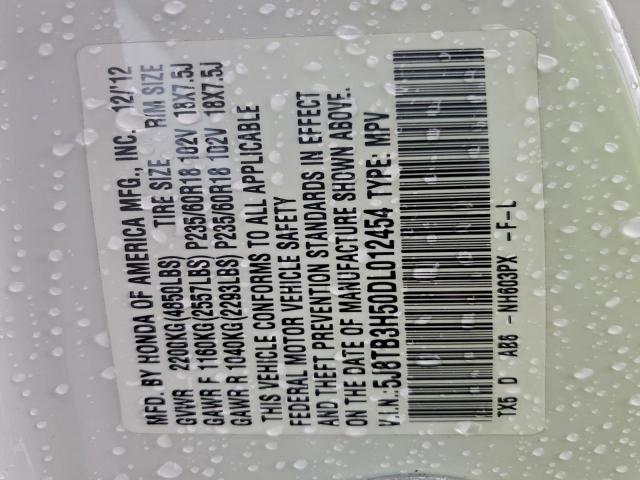 MFD. BY HONDA OF AMERICA MFG., INC. 12/'12
GVWR 2200KG(4850LBS) TIRE SIZE RIM SIZE
GAWR F 1160KG(2557LBS) P235/60R18 102V 18X7.5J
GAWR R 1040KG(2293LBS) P235/60R18 102V 18X7.5J
THIS VEHICLE CONFORMS TO ALL APPLICABLE
FEDERAL MOTOR VEHICLE SAFETY
AND THEFT PREVENTION STANDARDS IN EFFECT
ON THE DATE OF MANUFACTURE SHOWN ABOVE..
V.I.N.:5J8TB3H50DL012454 TYPE: MPV
TX5 D AB6 -NH603PX -F-L